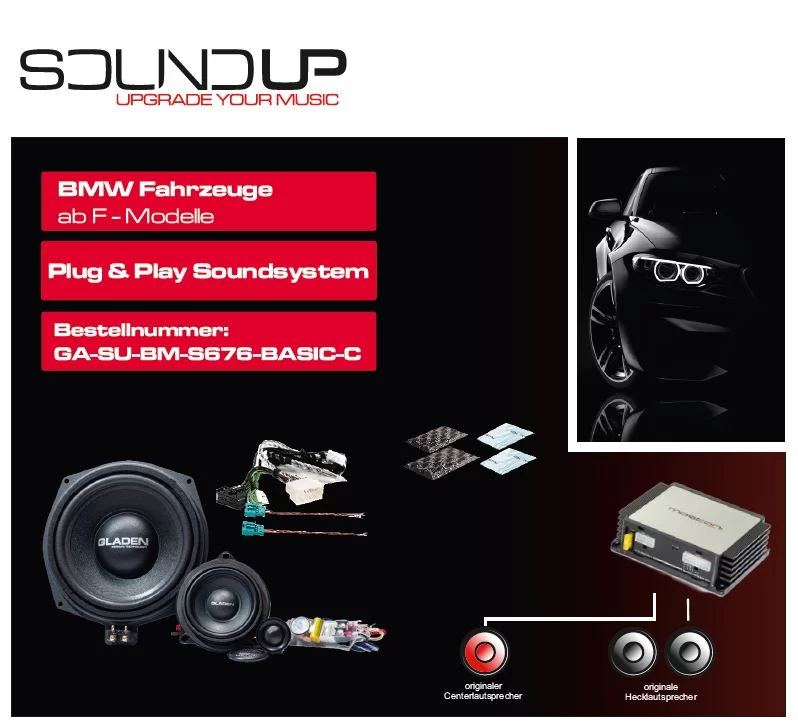 SOUNDUP
UPGRADE YOUR MUSIC
BMW Fahrzeuge
ab F - Modelle
Plug & Play Soundsystem
Bestellnummer:
GA-SU-BM-S676-BASIC-C
GLADEN
GLADEN
mosconi
originaler
Centerlautsprecher
originale
Hecklautsprecher